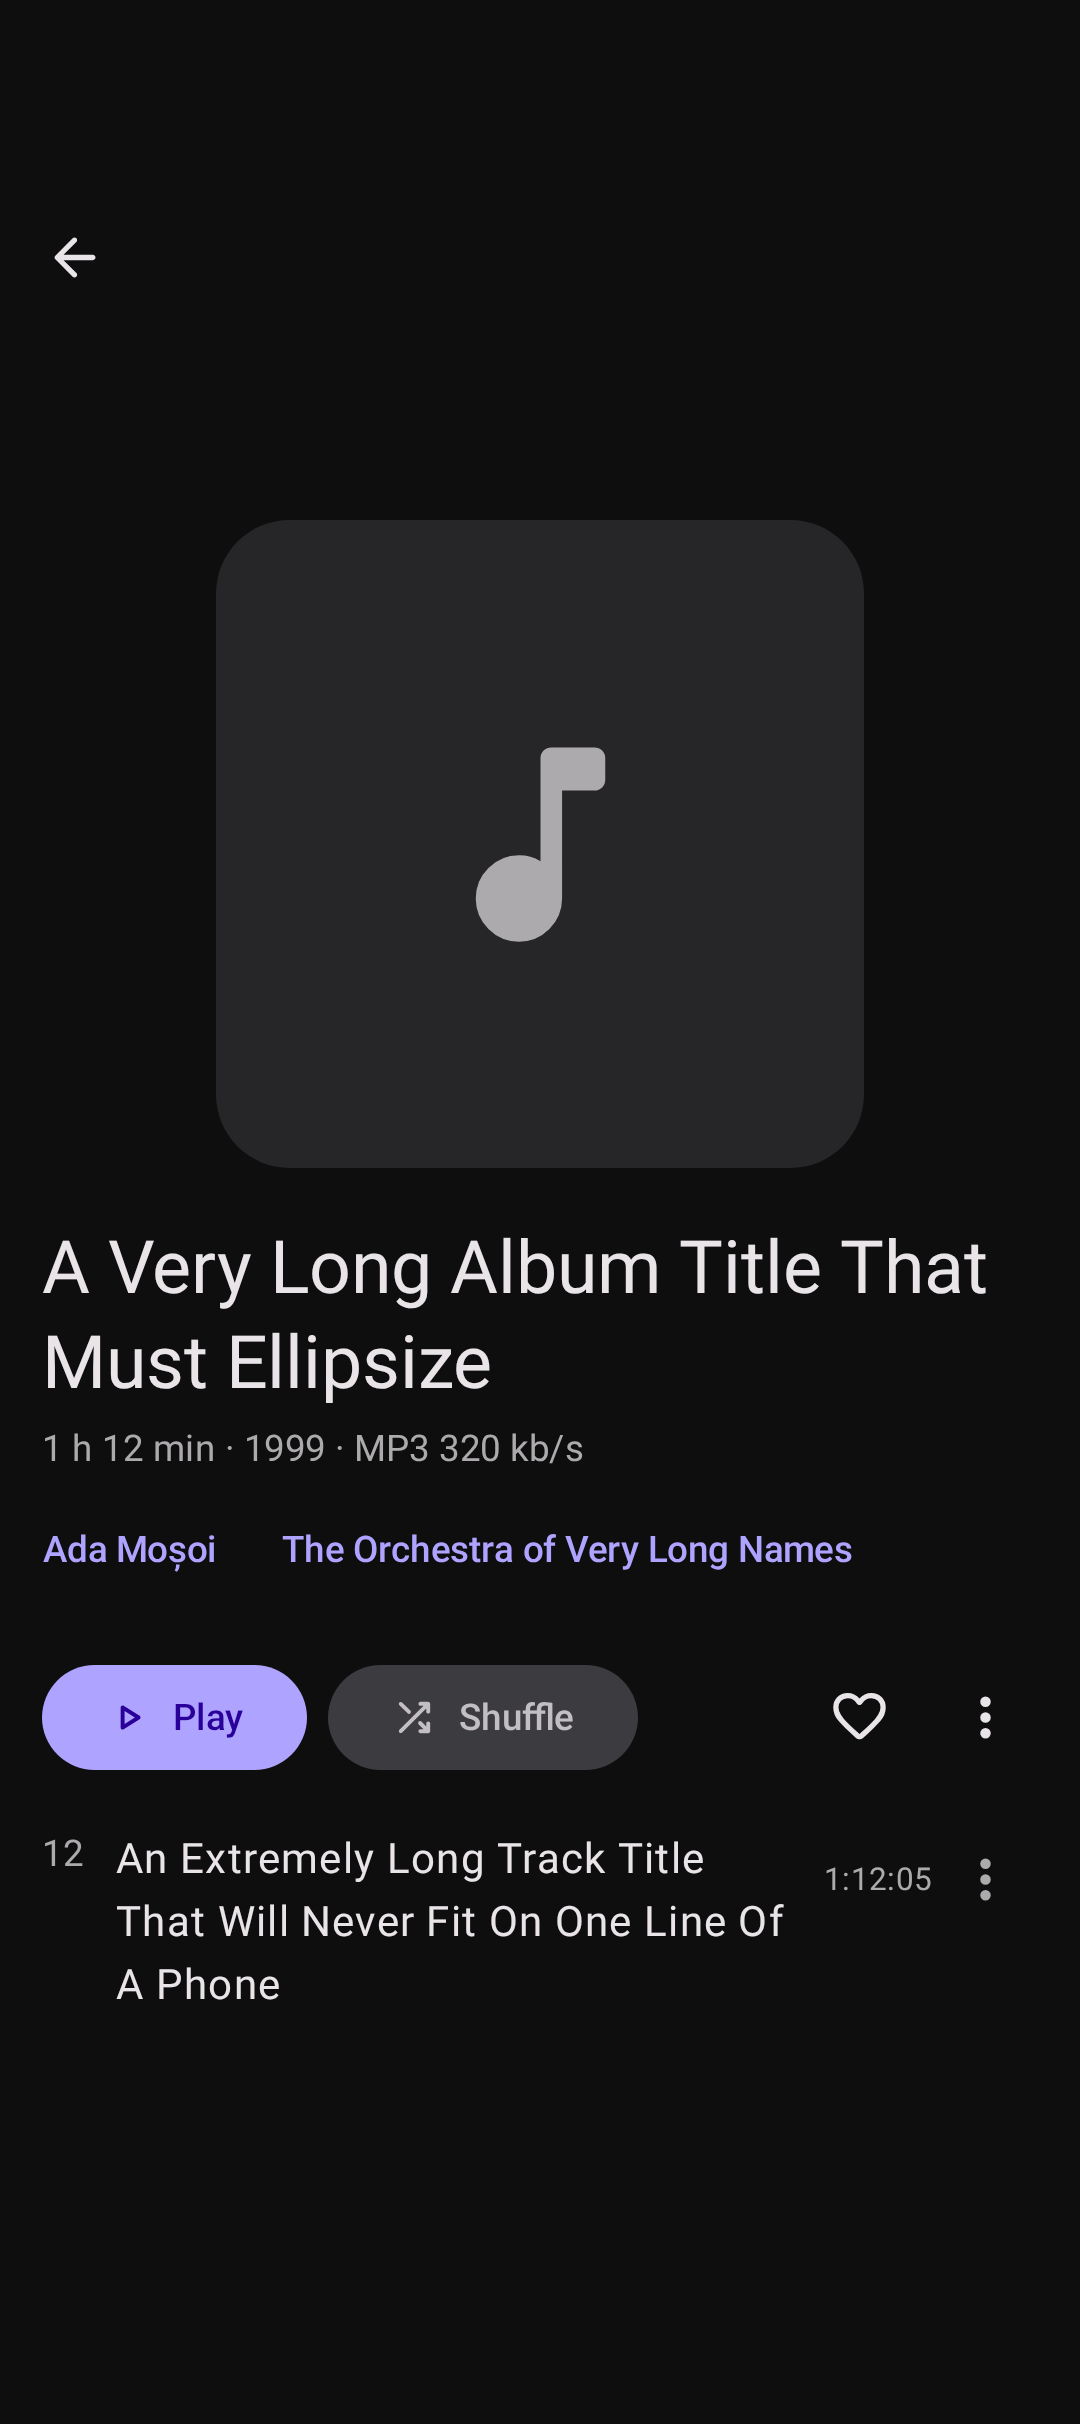 A Very Long Album Title That
Must Ellipsize
1 h 12 min · 1999 · MP3 320 kb/s
Ada Moșoi The Orchestra of Very Long Names
Play Shuffle
12 An Extremely Long Track Title
1:12:05
That Will Never Fit On One Line Of
A Phone